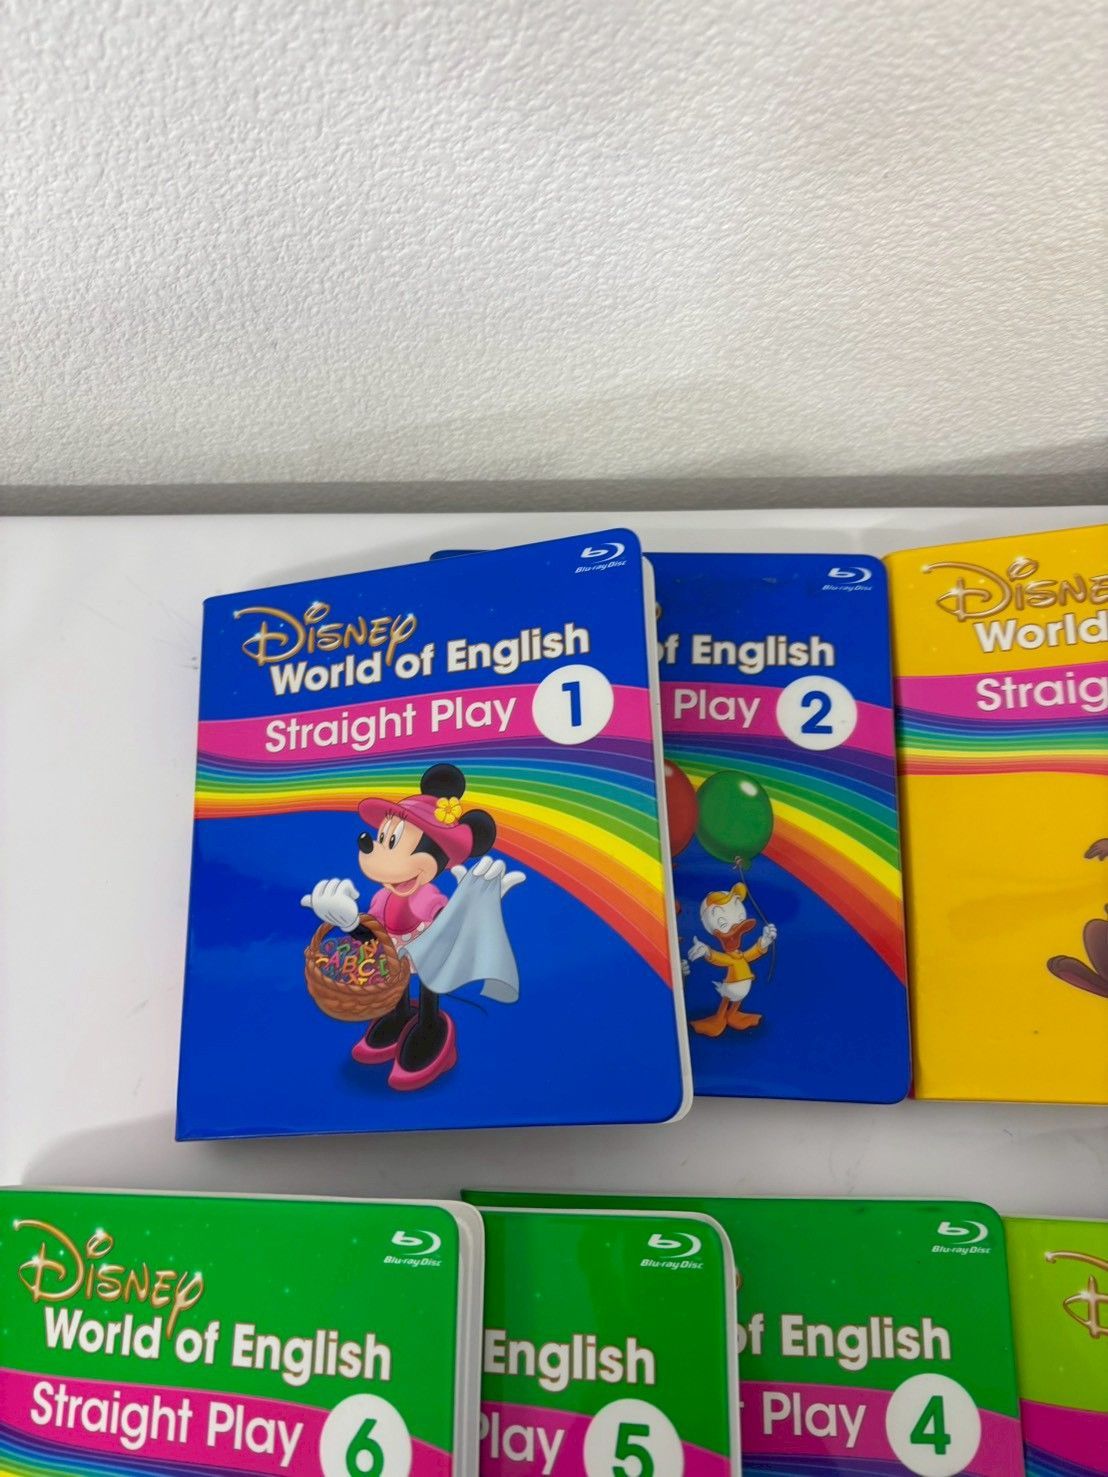 Blu-ray Disc
DISNEY
World of English
Straight Play 1
ABC
Blu-ray Disc
of English
Play 2
DISNE
World
Straig
Blu-ray Disc
DISNEY
World of English
Straight Play 6
Blu-ray Disc
English
Play 5
Blu-ray Disc
of English
Play 4
D